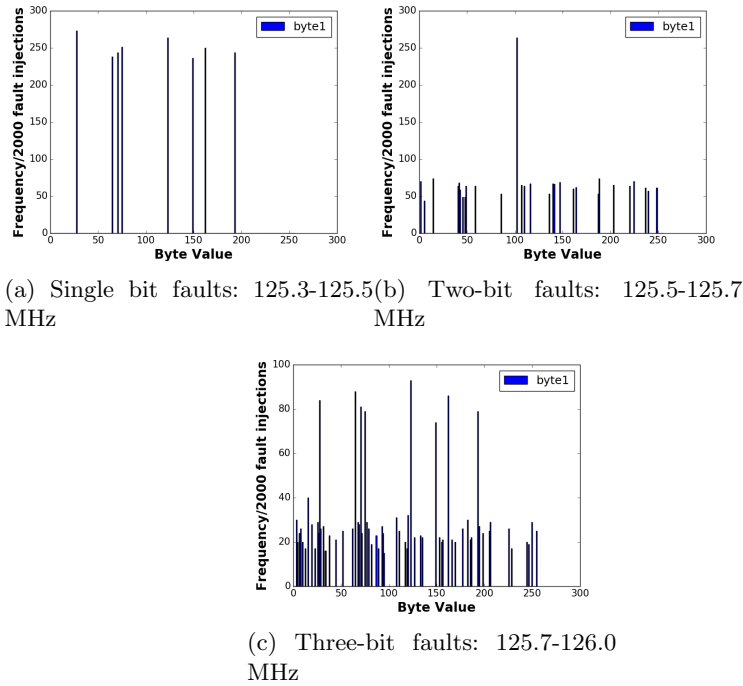 300
250
200
150
100
50
0
0 50 100 150 200 250 300
Frequency/2000 fault injections
Byte Value
byte1
300
250
200
150
100
50
0
0 50 100 150 200 250 300
Frequency/2000 fault injections
Byte Value
byte1
(a) Single bit faults: 125.3-125.5
MHz
(b) Two-bit faults: 125.5-125.7
MHz
100
80
60
40
20
0
0 50 100 150 200 250 300
Frequency/2000 fault injections
Byte Value
byte1
(c) Three-bit faults: 125.7-126.0
MHz